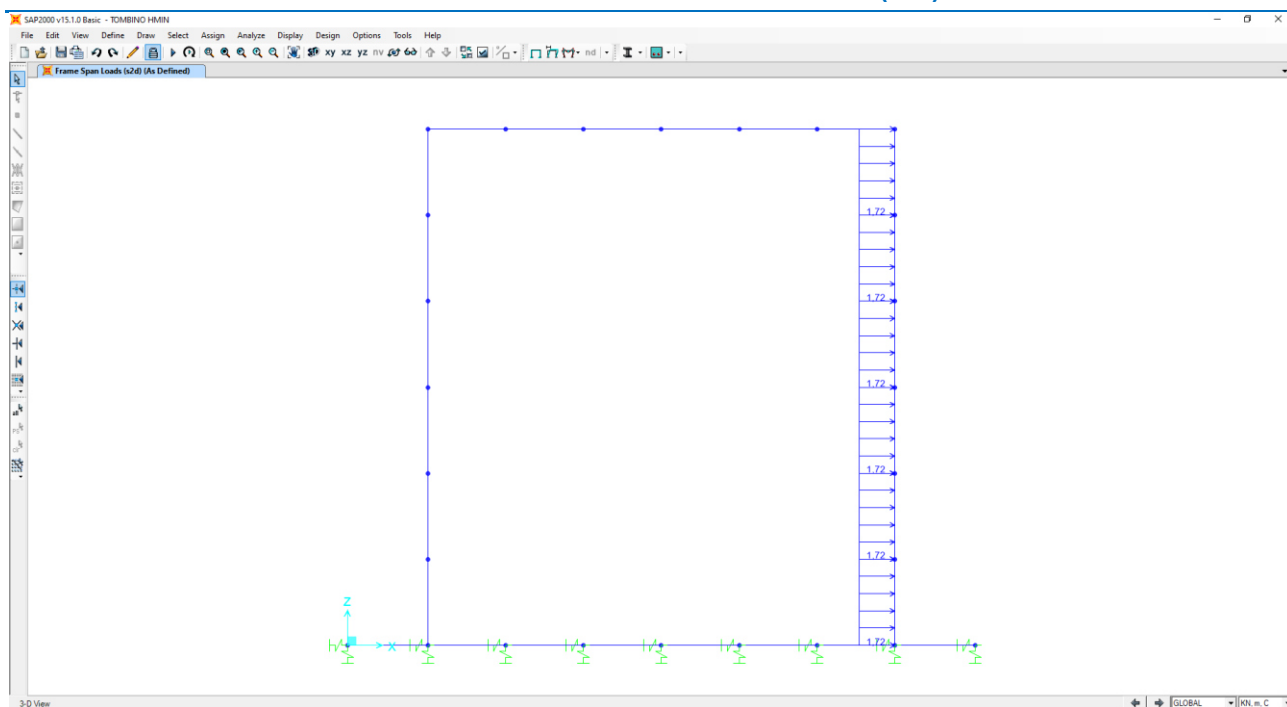 SAP2000 v15.1.0 Basic - TOMBINO HMIN
File Edit View Define Draw Select Assign Analyze Display Design Options Tools Help
xy xz yz nv nd
Frame Span Loads (s2d) (As Defined)
1.72
1.72
1.72
1.72
1.72
1.72
Z
X
3-D View GLOBAL KN, m, C